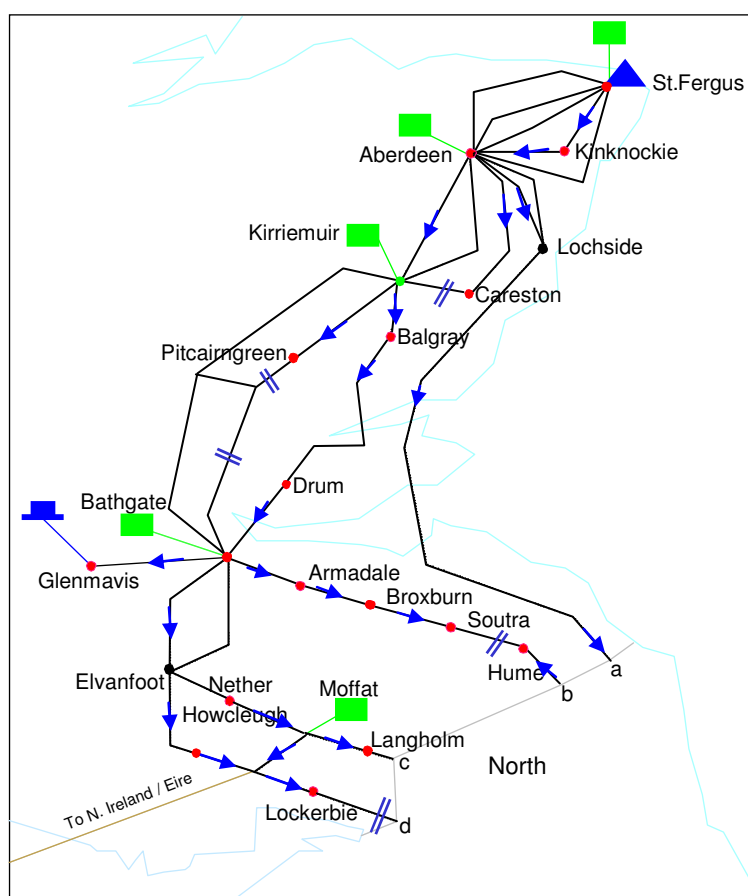 St.Fergus
Aberdeen
Kinknockie
Kirriemuir
Lochside
Careston
Pitcairngreen
Balgray
Drum
Bathgate
Glenmavis
Armadale
Broxburn
Soutra
Hume
a
b
Elvanfoot
Nether
Howcleugh
Moffat
Langholm
c
North
To N. Ireland / Eire
Lockerbie
d